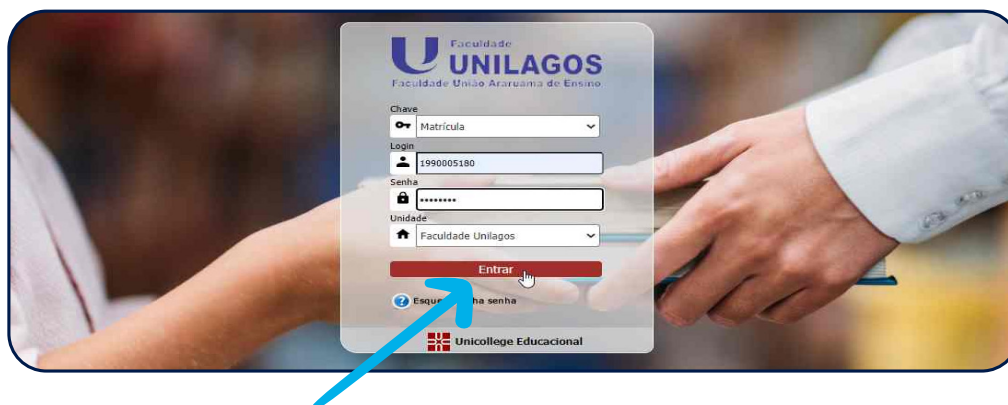 Faculdade
UNILAGOS
Faculdade União Araruama de Ensino
Chave
Matrícula
Login
1990005180
Senha
••••••••
Unidade
Faculdade Unilagos
Entrar
senha
Unicollege Educacional